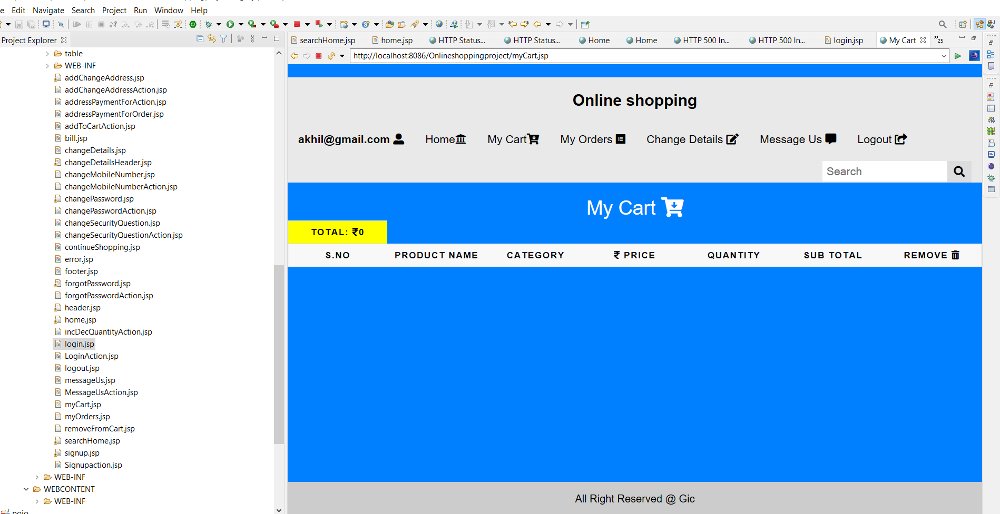 e Edit Navigate Search Project Run Window Help
Project Explorer
searchHome.jsp home.jsp HTTP Status... HTTP Status... Home Home HTTP 500 In... HTTP 500 In... login.jsp My Cart 25
http://localhost:8086/Onlineshoppingproject/myCart.jsp
table
WEB-INF
addChangeAddress.jsp
addChangeAddressAction.jsp
addressPaymentForAction.jsp
addressPaymentForOrder.jsp
addToCartAction.jsp
bill.jsp
changeDetails.jsp
changeDetailsHeader.jsp
changeMobileNumber.jsp
changeMobileNumberAction.jsp
changePassword.jsp
changePasswordAction.jsp
changeSecurityQuestion.jsp
changeSecurityQuestionAction.jsp
continueShopping.jsp
error.jsp
footer.jsp
forgotPassword.jsp
forgotPasswordAction.jsp
header.jsp
home.jsp
incDecQuantityAction.jsp
login.jsp
LoginAction.jsp
logout.jsp
messageUs.jsp
MessageUsAction.jsp
myCart.jsp
myOrders.jsp
removeFromCart.jsp
searchHome.jsp
signup.jsp
Signupaction.jsp
WEB-INF
WEBCONTENT
WEB-INF
Online shopping
akhil@gmail.com Home My Cart My Orders Change Details Message Us Logout
Search
My Cart
TOTAL: ₹0
S.NO PRODUCT NAME CATEGORY ₹ PRICE QUANTITY SUB TOTAL REMOVE
All Right Reserved @ Gic